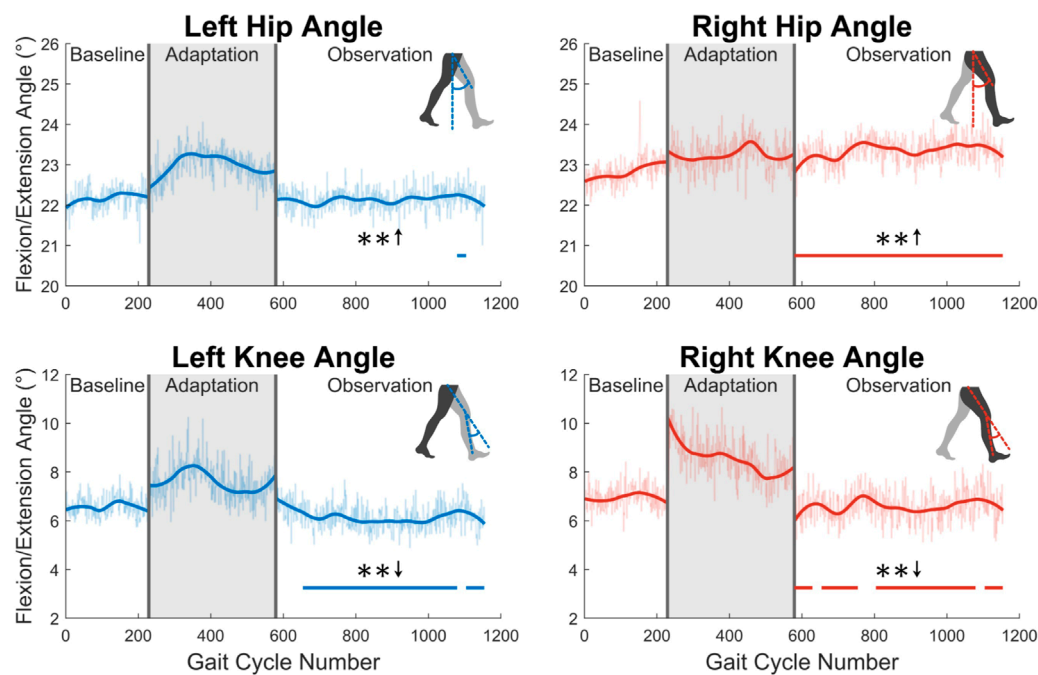 Left Hip Angle
Right Hip Angle
Flexion/Extension Angle (°)
26
25
24
23
22
21
20
Baseline Adaptation Observation
**↑
0 200 400 600 800 1000 1200
26
25
24
23
22
21
20
Baseline Adaptation Observation
**↑
0 200 400 600 800 1000 1200
Left Knee Angle
Right Knee Angle
Flexion/Extension Angle (°)
12
10
8
6
4
2
Baseline Adaptation Observation
**↓
0 200 400 600 800 1000 1200
Gait Cycle Number
12
10
8
6
4
2
Baseline Adaptation Observation
**↓
0 200 400 600 800 1000 1200
Gait Cycle Number